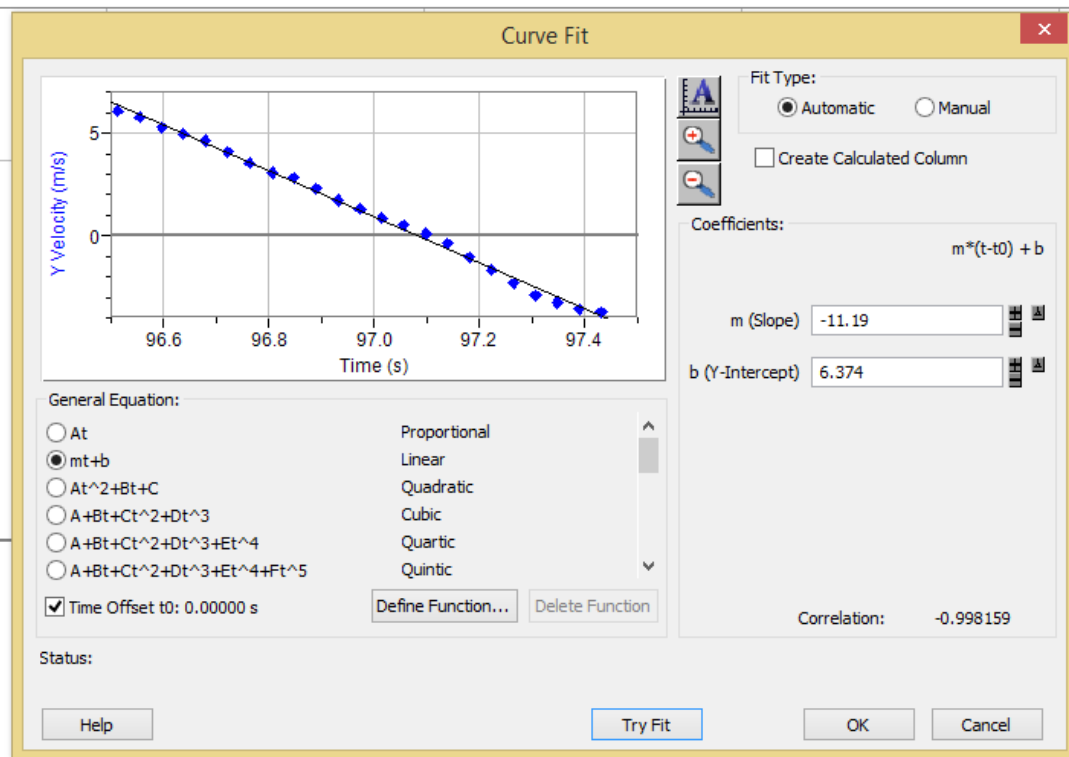 Curve Fit
Y Velocity (m/s)
5
0
96.6 96.8 97.0 97.2 97.4
Time (s)
A
Fit Type:
Automatic Manual
Create Calculated Column
Coefficients:
m*(t-t0) + b
m (Slope) -11.19
b (Y-Intercept) 6.374
General Equation:
At Proportional
mt+b Linear
At^2+Bt+C Quadratic
A+Bt+Ct^2+Dt^3 Cubic
A+Bt+Ct^2+Dt^3+Et^4 Quartic
A+Bt+Ct^2+Dt^3+Et^4+Ft^5 Quintic
Time Offset t0: 0.00000 s Define Function... Delete Function
Correlation: -0.998159
Status:
Help Try Fit OK Cancel